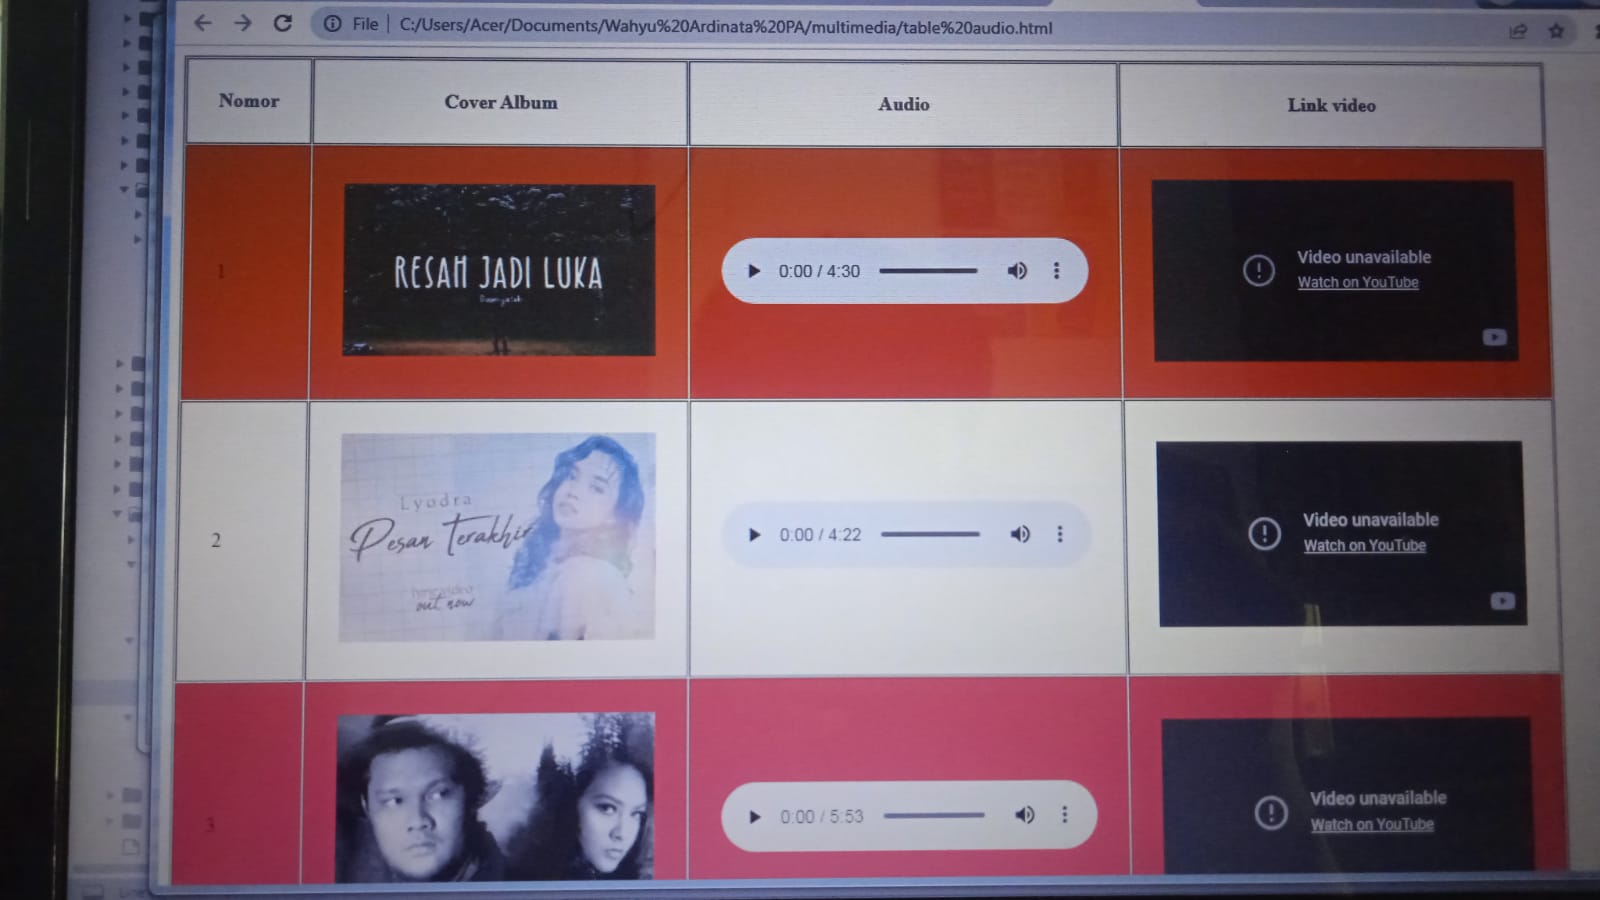 File | C:/Users/Acer/Documents/Wahyu%20Ardinata%20PA/multimedia/table%20audio.html
Nomor Cover Album Audio Link video
1
RESAH JADI LUKA
0:00 / 4:30
Video unavailable
Watch on YouTube
2
Lyodra
Pesan Terakhir
lyric video
out now
0:00 / 4:22
Video unavailable
Watch on YouTube
3
0:00 / 5:53
Video unavailable
Watch on YouTube